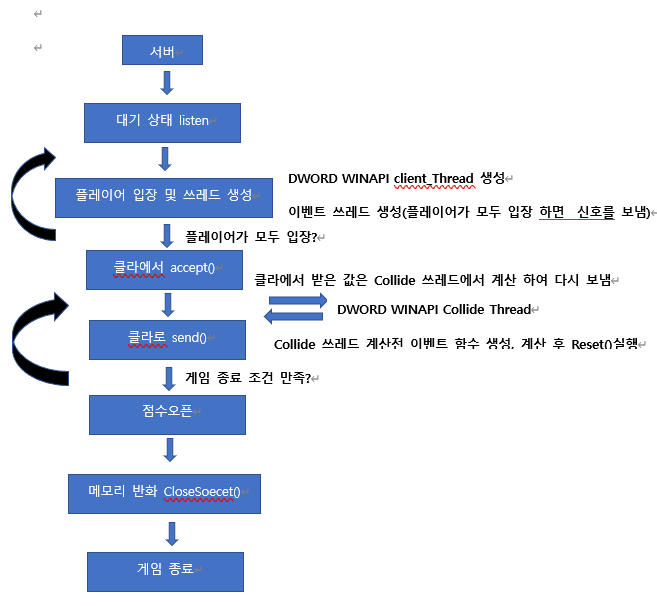 서버
대기 상태 listen
플레이어 입장 및 쓰레드 생성
DWORD WINAPI client_Thread 생성
이벤트 쓰레드 생성(플레이어가 모두 입장 하면 신호를 보냄)
플레이어가 모두 입장?
클라에서 accept()
클라에서 받은 값은 Collide 쓰레드에서 계산 하여 다시 보냄
DWORD WINAPI Collide Thread
클라로 send()
Collide 쓰레드 계산전 이벤트 함수 생성, 계산 후 Reset()실행
게임 종료 조건 만족?
점수오픈
메모리 반화 CloseSoecet()
게임 종료